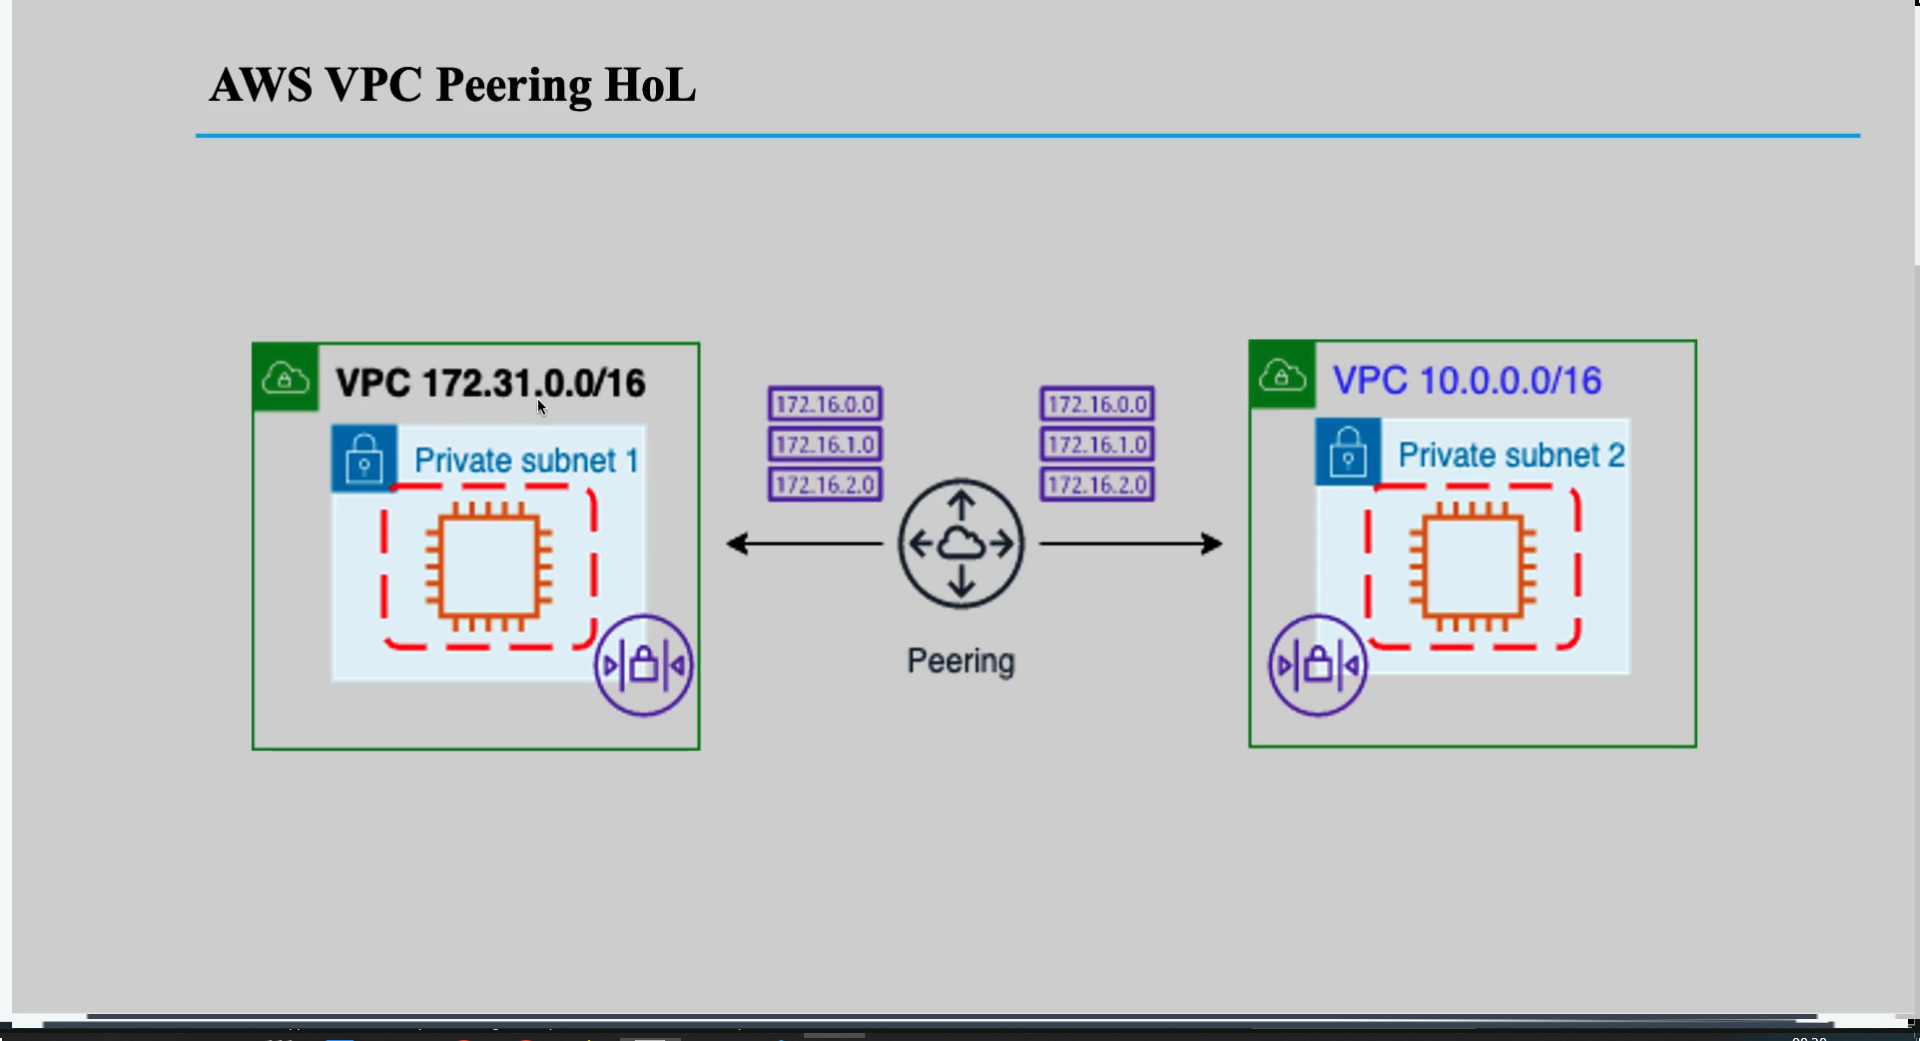 AWS VPC Peering HoL
VPC 172.31.0.0/16
Private subnet 1
172.16.0.0
172.16.1.0
172.16.2.0
172.16.0.0
172.16.1.0
172.16.2.0
Peering
VPC 10.0.0.0/16
Private subnet 2